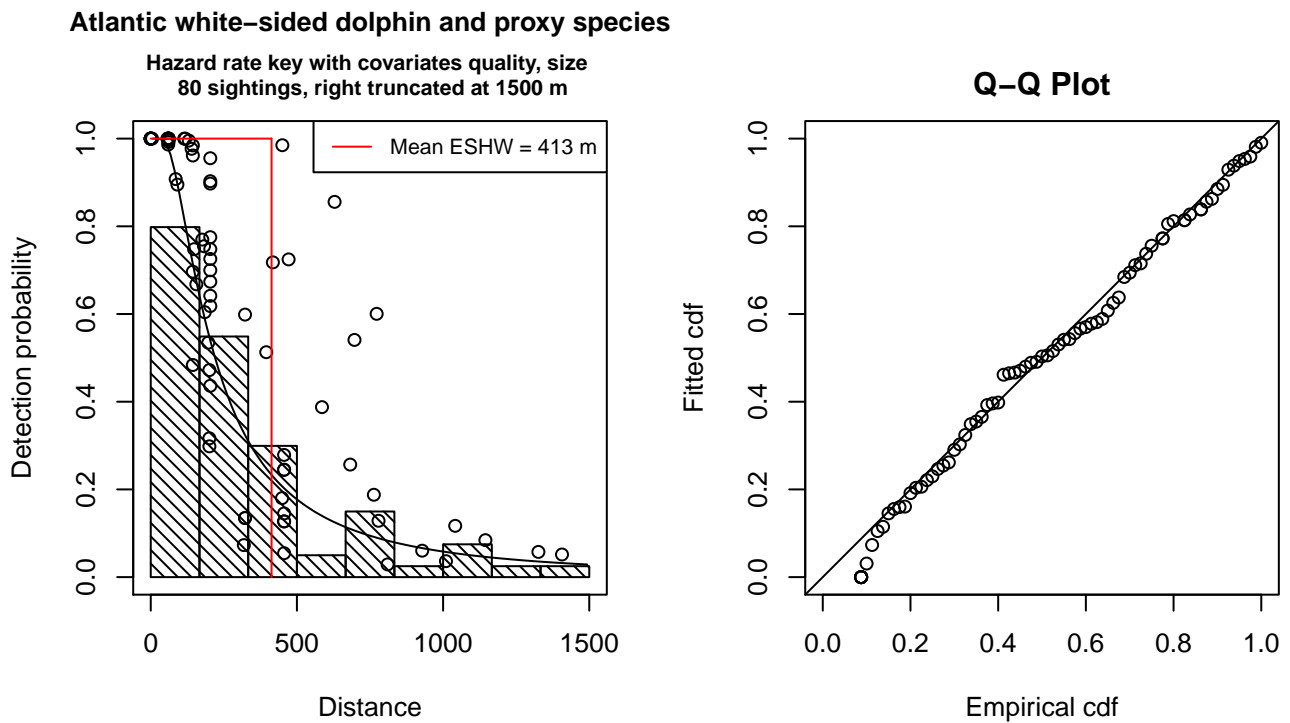 Atlantic white−sided dolphin and proxy species
Hazard rate key with covariates quality, size
80 sightings, right truncated at 1500 m
Mean ESHW = 413 m
Detection probability
0.0 0.2 0.4 0.6 0.8 1.0
0 500 1000 1500
Distance
Q−Q Plot
Fitted cdf
0.0 0.2 0.4 0.6 0.8 1.0
0.0 0.2 0.4 0.6 0.8 1.0
Empirical cdf